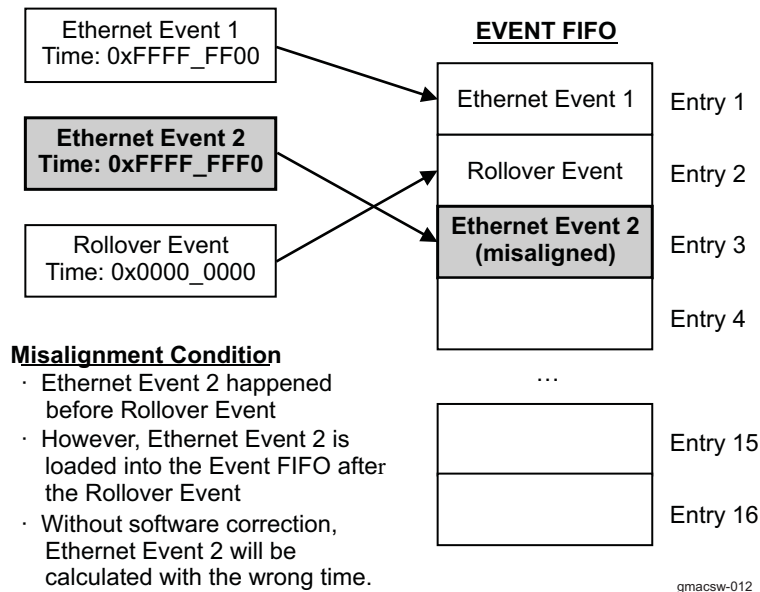 Ethernet Event 1
Time: 0xFFFF_FF00
Ethernet Event 2
Time: 0xFFFF_FFF0
Rollover Event
Time: 0x0000_0000
EVENT FIFO
Ethernet Event 1
Entry 1
Rollover Event
Entry 2
Ethernet Event 2
(misaligned)
Entry 3
Entry 4
...
Entry 15
Entry 16
Misalignment Condition
· Ethernet Event 2 happened
before Rollover Event
· However, Ethernet Event 2 is
loaded into the Event FIFO after
the Rollover Event
· Without software correction,
Ethernet Event 2 will be
calculated with the wrong time.
gmacsw-012